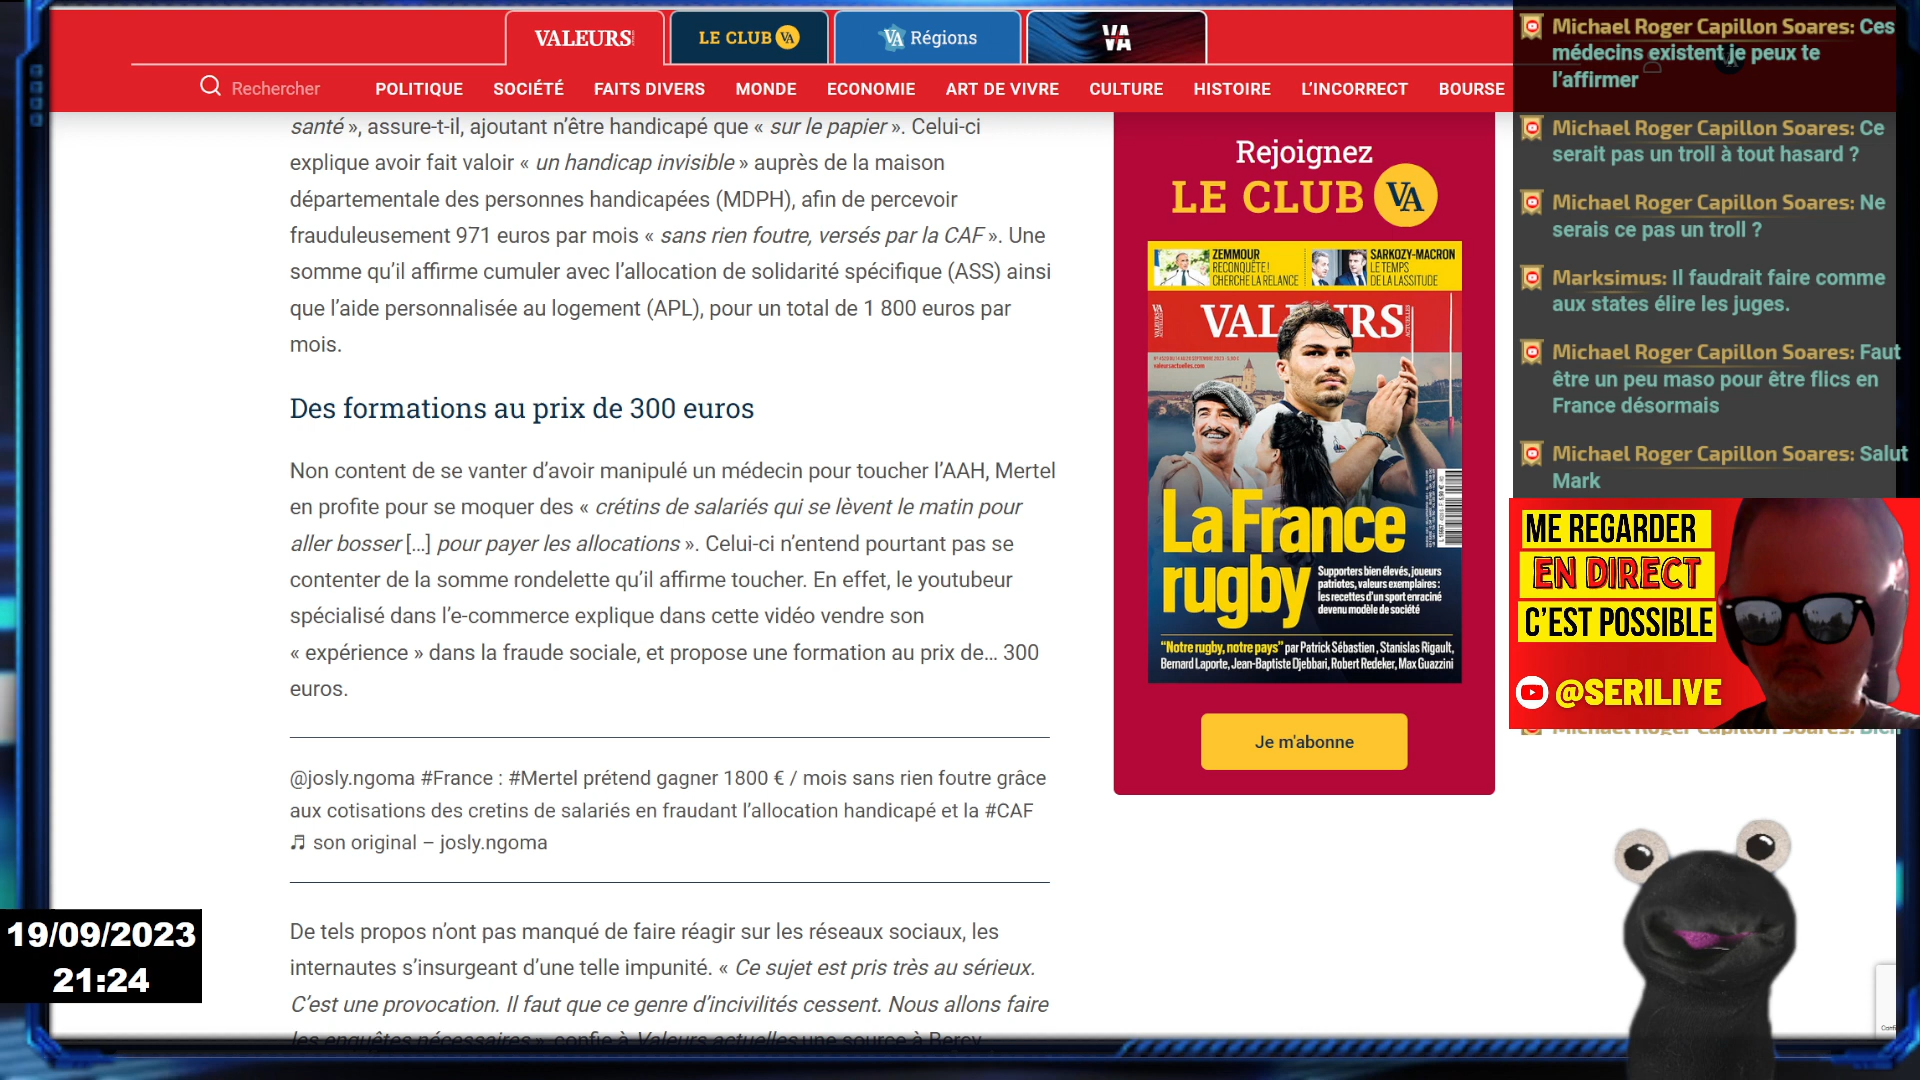 VALEURS
LE CLUB VA
VA Régions
VA
Rechercher
POLITIQUE
SOCIÉTÉ
FAITS DIVERS
MONDE
ECONOMIE
ART DE VIVRE
CULTURE
HISTOIRE
L'INCORRECT
BOURSE
santé », assure-t-il, ajoutant n'être handicapé que « sur le papier ». Celui-ci
explique avoir fait valoir « un handicap invisible » auprès de la maison
départementale des personnes handicapées (MDPH), afin de percevoir
frauduleusement 971 euros par mois « sans rien foutre, versés par la CAF ». Une
somme qu'il affirme cumuler avec l'allocation de solidarité spécifique (ASS) ainsi
que l'aide personnalisée au logement (APL), pour un total de 1 800 euros par
mois.
Des formations au prix de 300 euros
Non content de se vanter d'avoir manipulé un médecin pour toucher l'AAH, Mertel
en profite pour se moquer des « crétins de salariés qui se lèvent le matin pour
aller bosser [...] pour payer les allocations ». Celui-ci n'entend pourtant pas se
contenter de la somme rondelette qu'il affirme toucher. En effet, le youtubeur
spécialisé dans l'e-commerce explique dans cette vidéo vendre son
« expérience » dans la fraude sociale, et propose une formation au prix de... 300
euros.
@josly.ngoma #France : #Mertel prétend gagner 1800 € / mois sans rien foutre grâce
aux cotisations des cretins de salariés en fraudant l'allocation handicapé et la #CAF
♬ son original – josly.ngoma
De tels propos n'ont pas manqué de faire réagir sur les réseaux sociaux, les
internautes s'insurgeant d'une telle impunité. « Ce sujet est pris très au sérieux.
C'est une provocation. Il faut que ce genre d'incivilités cessent. Nous allons faire
les enquêtes nécessaires », confie à Valeurs actuelles une source à Bercy.
Rejoignez
LE CLUB VA
ZEMMOUR
RECONQUÊTE!
CHERCHE LA RELANCE
SARKOZY-MACRON
LE TEMPS
DE LA LASSITUDE
VALEURS
ACTUELLES
valeursactuelles.com
La France
rugby
Supporters bien élevés, joueurs
patriotes, valeurs exemplaires :
les recettes d'un sport enraciné
devenu modèle de société
"Notre rugby, notre pays" par Patrick Sébastien, Stanislas Rigault,
Bernard Laporte, Jean-Baptiste Djebbari, Robert Redeker, Max Guazzini
Je m'abonne
Michael Roger Capillon Soares: Ces
médecins existent je peux te
l'affirmer
Michael Roger Capillon Soares: Ce
serait pas un troll à tout hasard ?
Michael Roger Capillon Soares: Ne
serais ce pas un troll ?
Marksimus: Il faudrait faire comme
aux states élire les juges.
Michael Roger Capillon Soares: Faut
être un peu maso pour être flics en
France désormais
Michael Roger Capillon Soares: Salut
Mark
ME REGARDER
EN DIRECT
C'EST POSSIBLE
@SERILIVE
Michael Roger Capillon Soares: Bien
19/09/2023
21:24